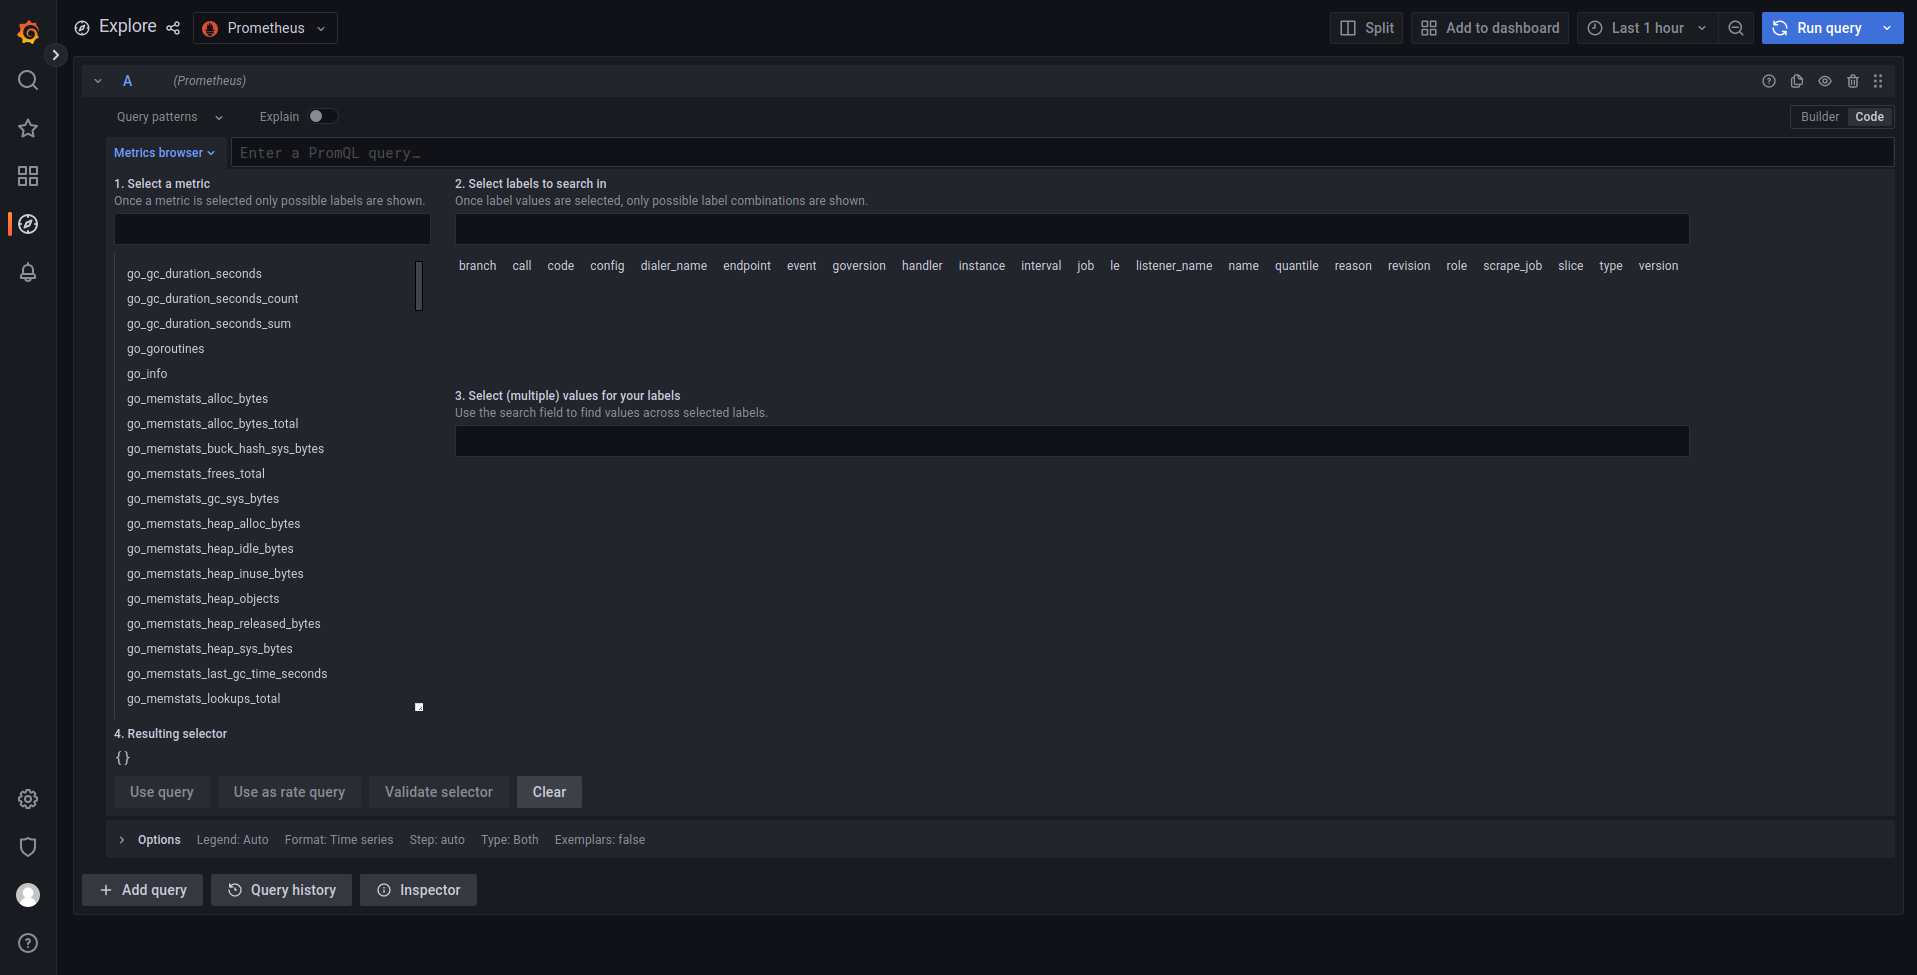 Explore
Prometheus
Split
Add to dashboard
Last 1 hour
Run query
A (Prometheus)
Query patterns
Explain
Builder
Code
Metrics browser
Enter a PromQL query…
1. Select a metric
Once a metric is selected only possible labels are shown.
go_gc_duration_seconds
go_gc_duration_seconds_count
go_gc_duration_seconds_sum
go_goroutines
go_info
go_memstats_alloc_bytes
go_memstats_alloc_bytes_total
go_memstats_buck_hash_sys_bytes
go_memstats_frees_total
go_memstats_gc_sys_bytes
go_memstats_heap_alloc_bytes
go_memstats_heap_idle_bytes
go_memstats_heap_inuse_bytes
go_memstats_heap_objects
go_memstats_heap_released_bytes
go_memstats_heap_sys_bytes
go_memstats_last_gc_time_seconds
go_memstats_lookups_total
2. Select labels to search in
Once label values are selected, only possible label combinations are shown.
branch call code config dialer_name endpoint event goversion handler instance interval job le listener_name name quantile reason revision role scrape_job slice type version
3. Select (multiple) values for your labels
Use the search field to find values across selected labels.
4. Resulting selector
{}
Use query
Use as rate query
Validate selector
Clear
Options Legend: Auto Format: Time series Step: auto Type: Both Exemplars: false
+ Add query
Query history
Inspector